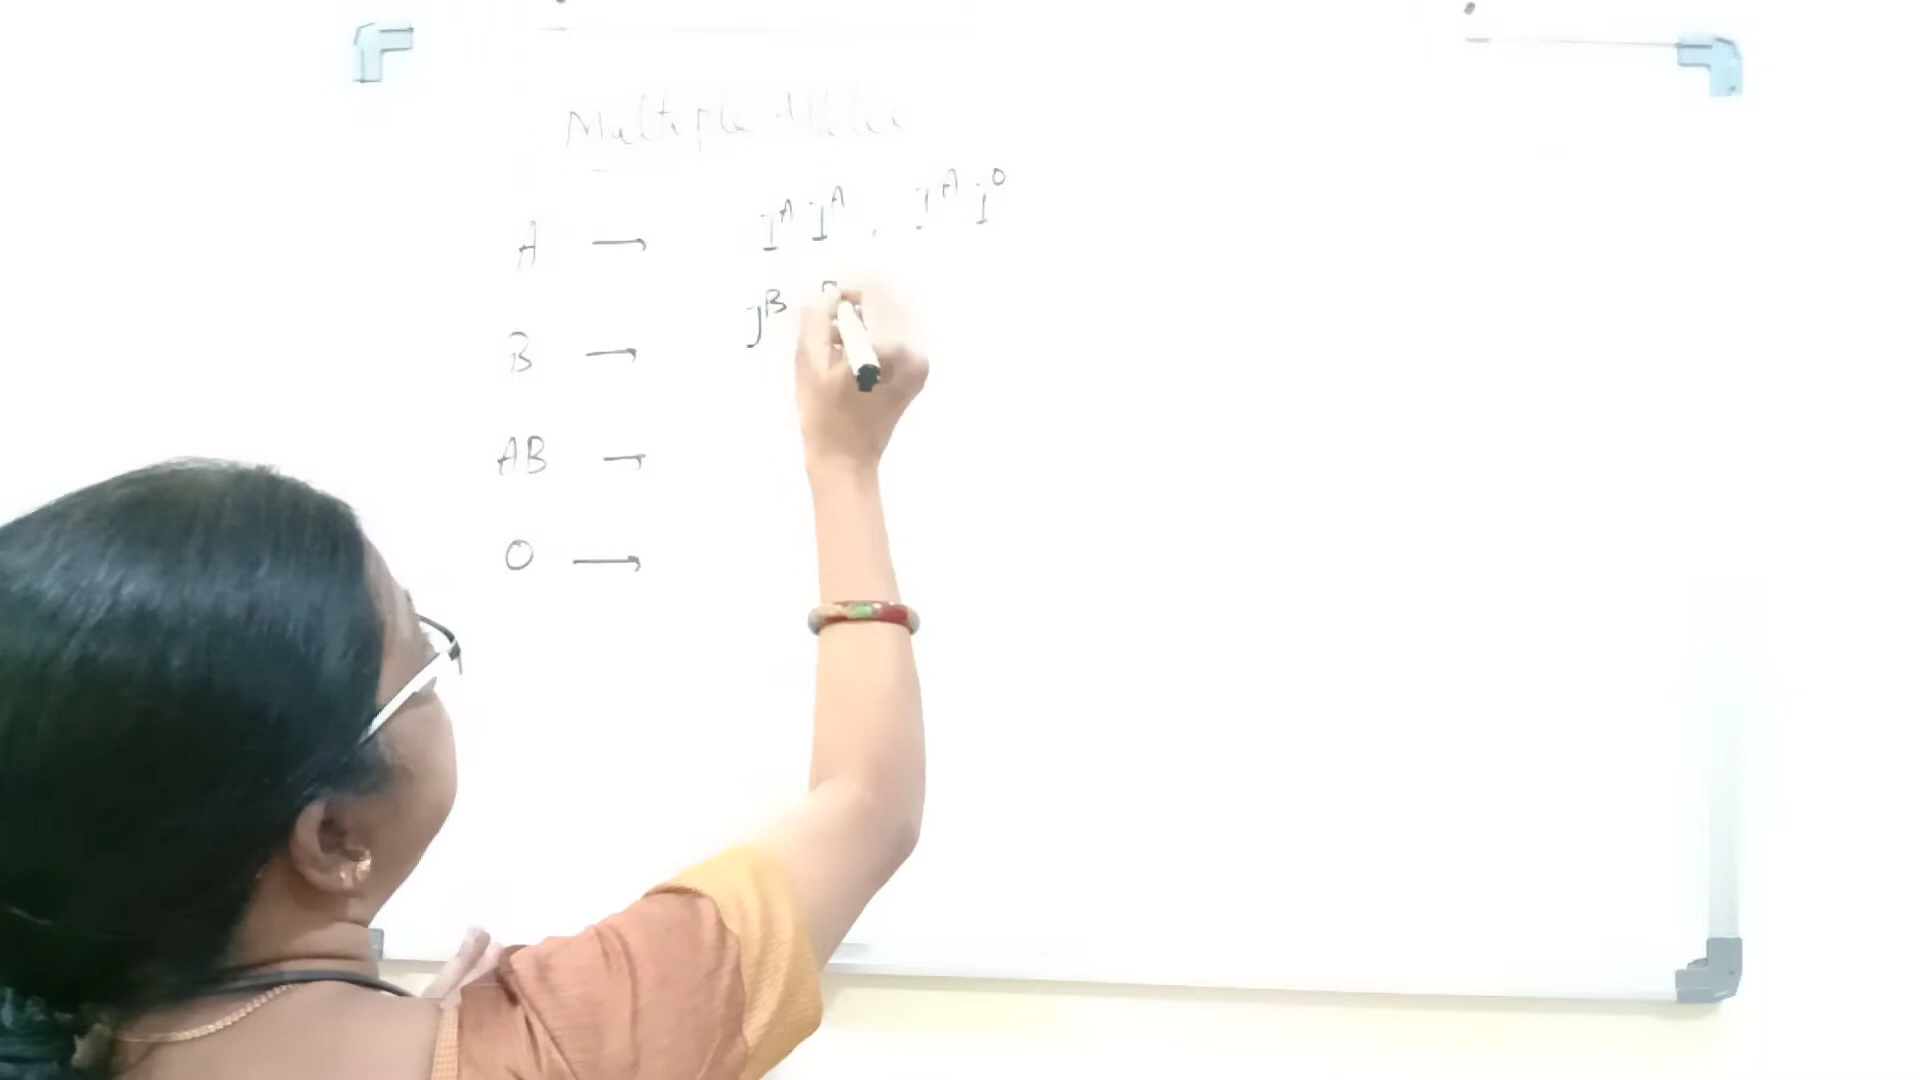 Multiple Alleles
A → I^A I^A, I^A I^O
B → I^B
AB →
O →